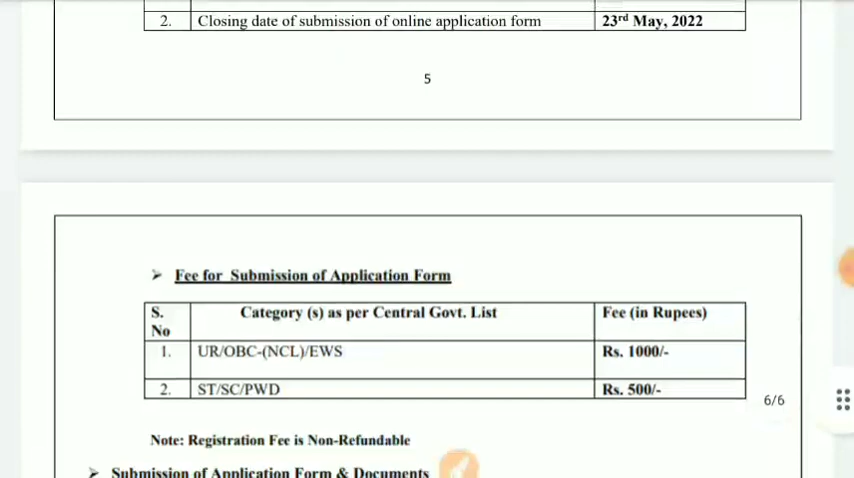 2. Closing date of submission of online application form 23rd May, 2022
5
➢ Fee for Submission of Application Form
S. No Category (s) as per Central Govt. List Fee (in Rupees)
1. UR/OBC-(NCL)/EWS Rs. 1000/-
2. ST/SC/PWD Rs. 500/-
6/6
Note: Registration Fee is Non-Refundable
➢ Submission of Application Form & Documents